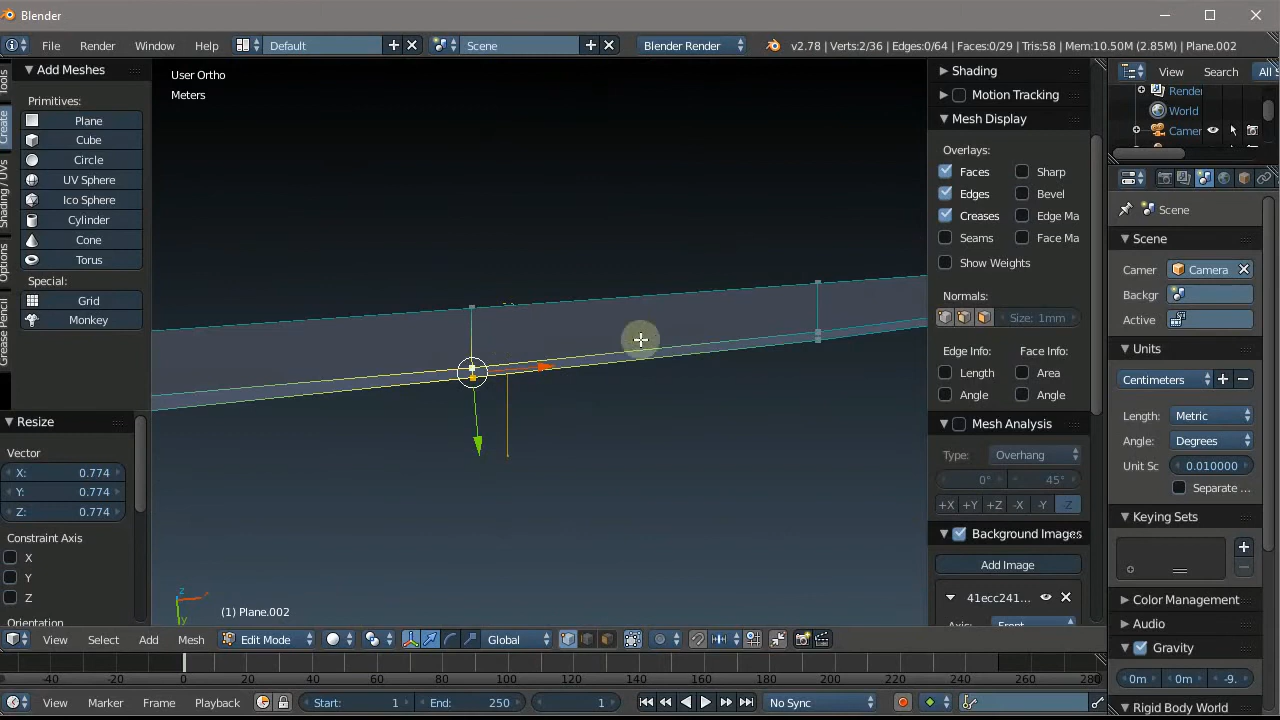 Blender
File Render Window Help Default Scene Blender Render v2.78 | Verts:2/36 | Edges:0/64 | Faces:0/29 | Tris:58 | Mem:10.50M (2.85M) | Plane.002
Tools
Create
Shading / UVs
Options
Grease Pencil
Add Meshes
Primitives:
Plane
Cube
Circle
UV Sphere
Ico Sphere
Cylinder
Cone
Torus
Special:
Grid
Monkey
Resize
Vector
X: 0.774
Y: 0.774
Z: 0.774
Constraint Axis
X
Y
Z
User Ortho
Meters
z
y
(1) Plane.002
Shading
Motion Tracking
Mesh Display
Overlays:
Faces Sharp
Edges Bevel
Creases Edge Ma
Seams Face Ma
Show Weights
Normals:
Size: 1mm
Edge Info: Face Info:
Length Area
Angle Angle
Mesh Analysis
Type: Overhang
0° 45°
+X +Y +Z -X -Y -Z
Background Images
Add Image
41ecc241...
Axis: Front
View Search All S
Render
World
Camer
Scene
Scene
Camer Camera
Backgr
Active
Units
Centimeters
Length: Metric
Angle: Degrees
Unit Sc 0.010000
Separate ...
Keying Sets
Color Management
Audio
Gravity
0m 0m -9.
Rigid Body World
View Select Add Mesh Edit Mode Global
-40 -20 0 20 40 60 80 100 120 140 160 180 200 220 240 260 280
View Marker Frame Playback Start: 1 End: 250 1 No Sync